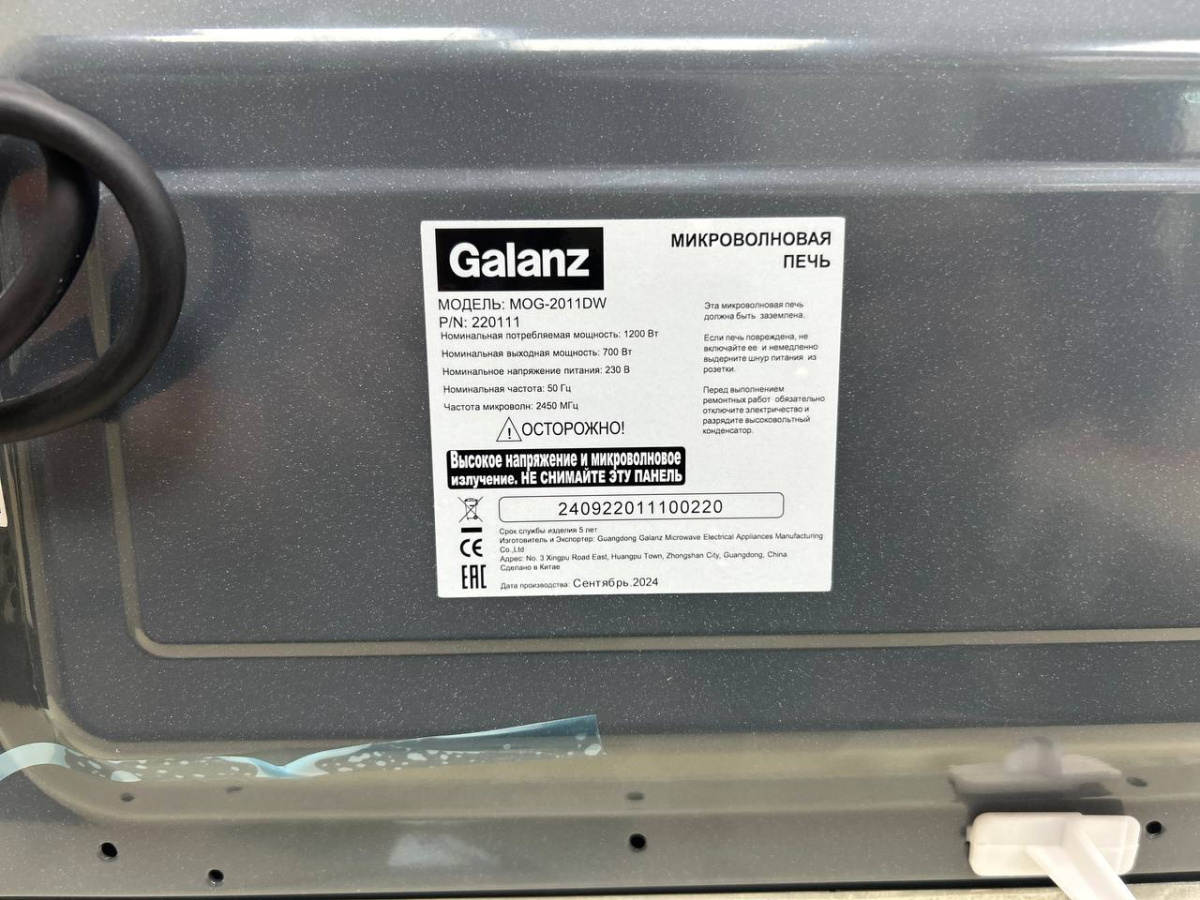 Galanz
МИКРОВОЛНОВАЯ
ПЕЧЬ
МОДЕЛЬ: MOG-2011DW
P/N: 220111
Номинальная потребляемая мощность: 1200 Вт
Номинальная выходная мощность: 700 Вт
Номинальное напряжение питания: 230 В
Номинальная частота: 50 Гц
Частота микроволн: 2450 МГц
Эта микроволновая печь
должна быть заземлена.
Если печь повреждена, не
включайте ее и немедленно
выдерните шнур питания из
розетки.
Перед выполнением
ремонтных работ обязательно
отключите электричество и
разрядите высоковольтный
конденсатор.
ОСТОРОЖНО!
Высокое напряжение и микроволновое
излучение. НЕ СНИМАЙТЕ ЭТУ ПАНЕЛЬ
240922011100220
Срок службы изделия 5 лет
Изготовитель и Экспортер: Guangdong Galanz Microwave Electrical Appliances Manufacturing
Co.,Ltd
Адрес: No. 3 Xingpu Road East, Huangpu Town, Zhongshan City, Guangdong, China
Сделано в Китае
Дата производства: Сентябрь.2024
CE
EAC